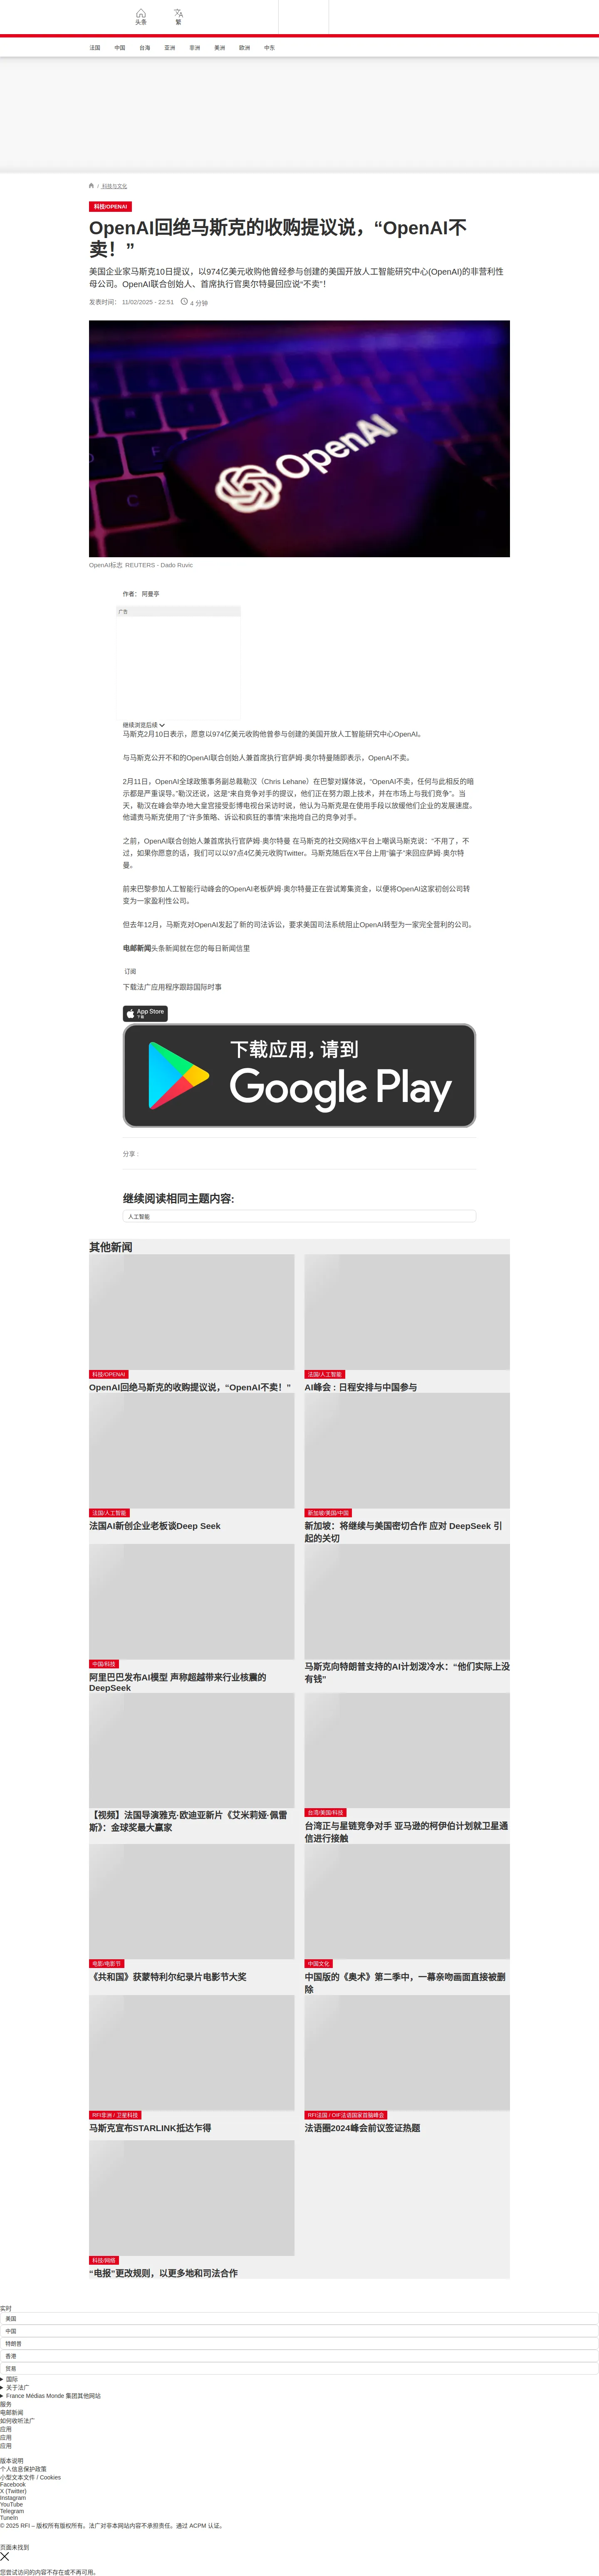 头条
繁
法国 中国 台海 亚洲 非洲 美洲 欧洲 中东
/ 科技与文化
科技/OPENAI
OpenAI回绝马斯克的收购提议说，“OpenAI不
卖！”
美国企业家马斯克10日提议，以974亿美元收购他曾经参与创建的美国开放人工智能研究中心(OpenAI)的非营利性
母公司。OpenAI联合创始人、首席执行官奥尔特曼回应说“不卖”！
发表时间： 11/02/2025 - 22:51 4 分钟
OpenAI
C
F
OpenAI标志 REUTERS - Dado Ruvic
作者： 阿曼亭
广告
继续浏览后续
马斯克2月10日表示，愿意以974亿美元收购他曾参与创建的美国开放人工智能研究中心OpenAI。
与马斯克公开不和的OpenAI联合创始人兼首席执行官萨姆·奥尔特曼随即表示，OpenAI不卖。
2月11日，OpenAI全球政策事务副总裁勒汉（Chris Lehane）在巴黎对媒体说，“OpenAI不卖，任何与此相反的暗
示都是严重误导。”勒汉还说，这是“来自竞争对手的提议，他们正在努力跟上技术，并在市场上与我们竞争”。当
天，勒汉在峰会举办地大皇宫接受彭博电视台采访时说，他认为马斯克是在使用手段以放缓他们企业的发展速度。
他谴责马斯克使用了“许多策略、诉讼和疯狂的事情”来拖垮自己的竞争对手。
之前，OpenAI联合创始人兼首席执行官萨姆·奥尔特曼 在马斯克的社交网络X平台上嘲讽马斯克说：“不用了，不
过，如果你愿意的话，我们可以以97点4亿美元收购Twitter。马斯克随后在X平台上用“骗子”来回应萨姆·奥尔特
曼。
前来巴黎参加人工智能行动峰会的OpenAI老板萨姆·奥尔特曼正在尝试筹集资金，以便将OpenAI这家初创公司转
变为一家盈利性公司。
但去年12月，马斯克对OpenAI发起了新的司法诉讼，要求美国司法系统阻止OpenAI转型为一家完全营利的公司。
电邮新闻头条新闻就在您的每日新闻信里
订阅
下载法广应用程序跟踪国际时事
App Store
下载
下载应用，请到
Google Play
分享 :
继续阅读相同主题内容:
人工智能
其他新闻
科技/OPENAI
OpenAI回绝马斯克的收购提议说，“OpenAI不卖！”
法国/人工智能
AI峰会 : 日程安排与中国参与
法国/人工智能
法国AI新创企业老板谈Deep Seek
新加坡/美国/中国
新加坡：将继续与美国密切合作 应对 DeepSeek 引
起的关切
中国/科技
阿里巴巴发布AI模型 声称超越带来行业核震的
DeepSeek
马斯克向特朗普支持的AI计划泼冷水：“他们实际上没
有钱”
【视频】法国导演雅克·欧迪亚新片《艾米莉娅·佩雷
斯》：金球奖最大赢家
台湾/美国/科技
台湾正与星链竞争对手 亚马逊的柯伊伯计划就卫星通
信进行接触
电影/电影节
《共和国》获蒙特利尔纪录片电影节大奖
中国文化
中国版的《奥术》第二季中，一幕亲吻画面直接被删
除
RFI非洲 / 卫星科技
马斯克宣布STARLINK抵达乍得
RFI法国 / OIF法语国家首脑峰会
法语圈2024峰会前议签证热题
科技/网络
“电报”更改规则，以更多地和司法合作
实时
美国
中国
特朗普
香港
贸易
国际
关于法广
France Médias Monde 集团其他网站
服务
电邮新闻
如何收听法广
应用
应用
应用
版本说明
个人信息保护政策
小型文本文件 / Cookies
Facebook
X (Twitter)
Instagram
YouTube
Telegram
TuneIn
© 2025 RFI – 版权所有版权所有。法广对非本网站内容不承担责任。通过 ACPM 认证。
页面未找到
您尝试访问的内容不存在或不再可用。